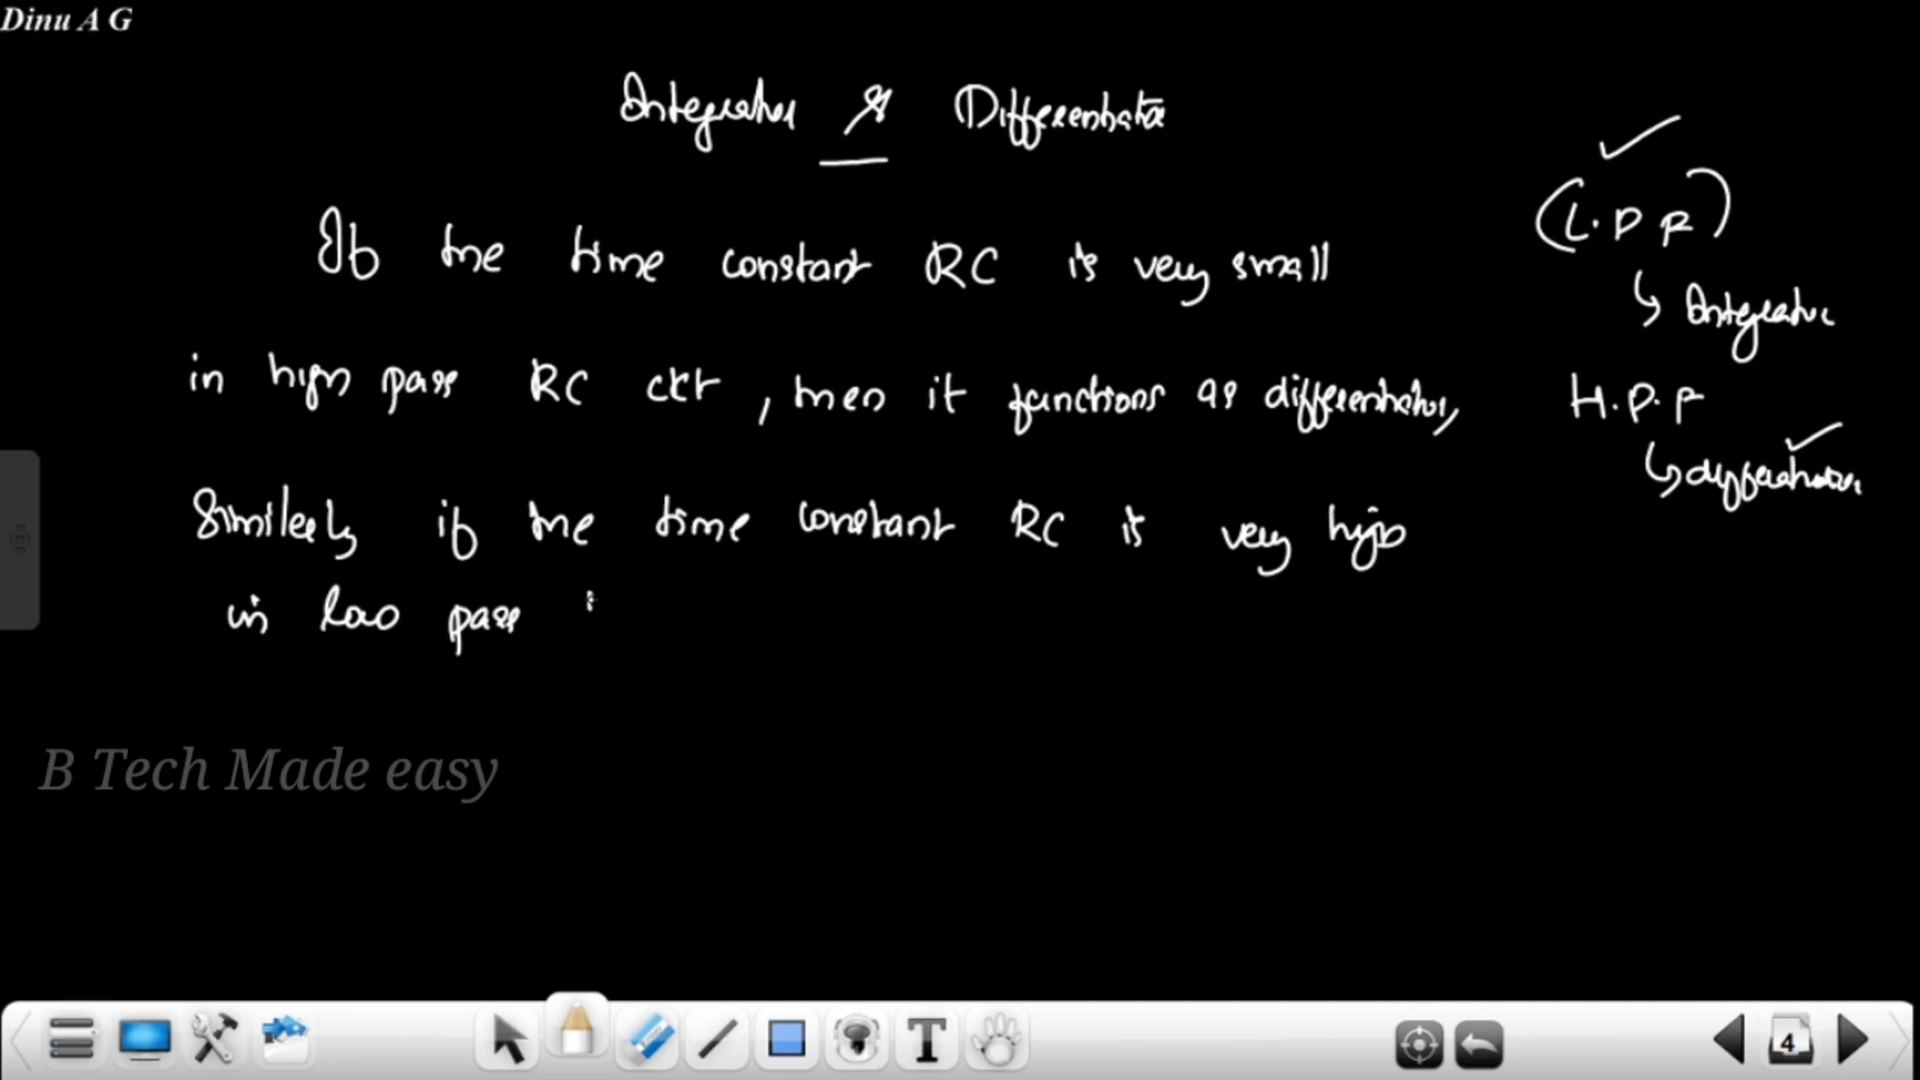 Dinu A G
Integrator & Differentiator
If the time constant RC is very small
in high pass RC ckt, then it functions as differentiator,
Similarly if the time constant RC is very high
in low pass
(L.P.F)
Integrator
H.P.F
differentiator
B Tech Made easy
T
4